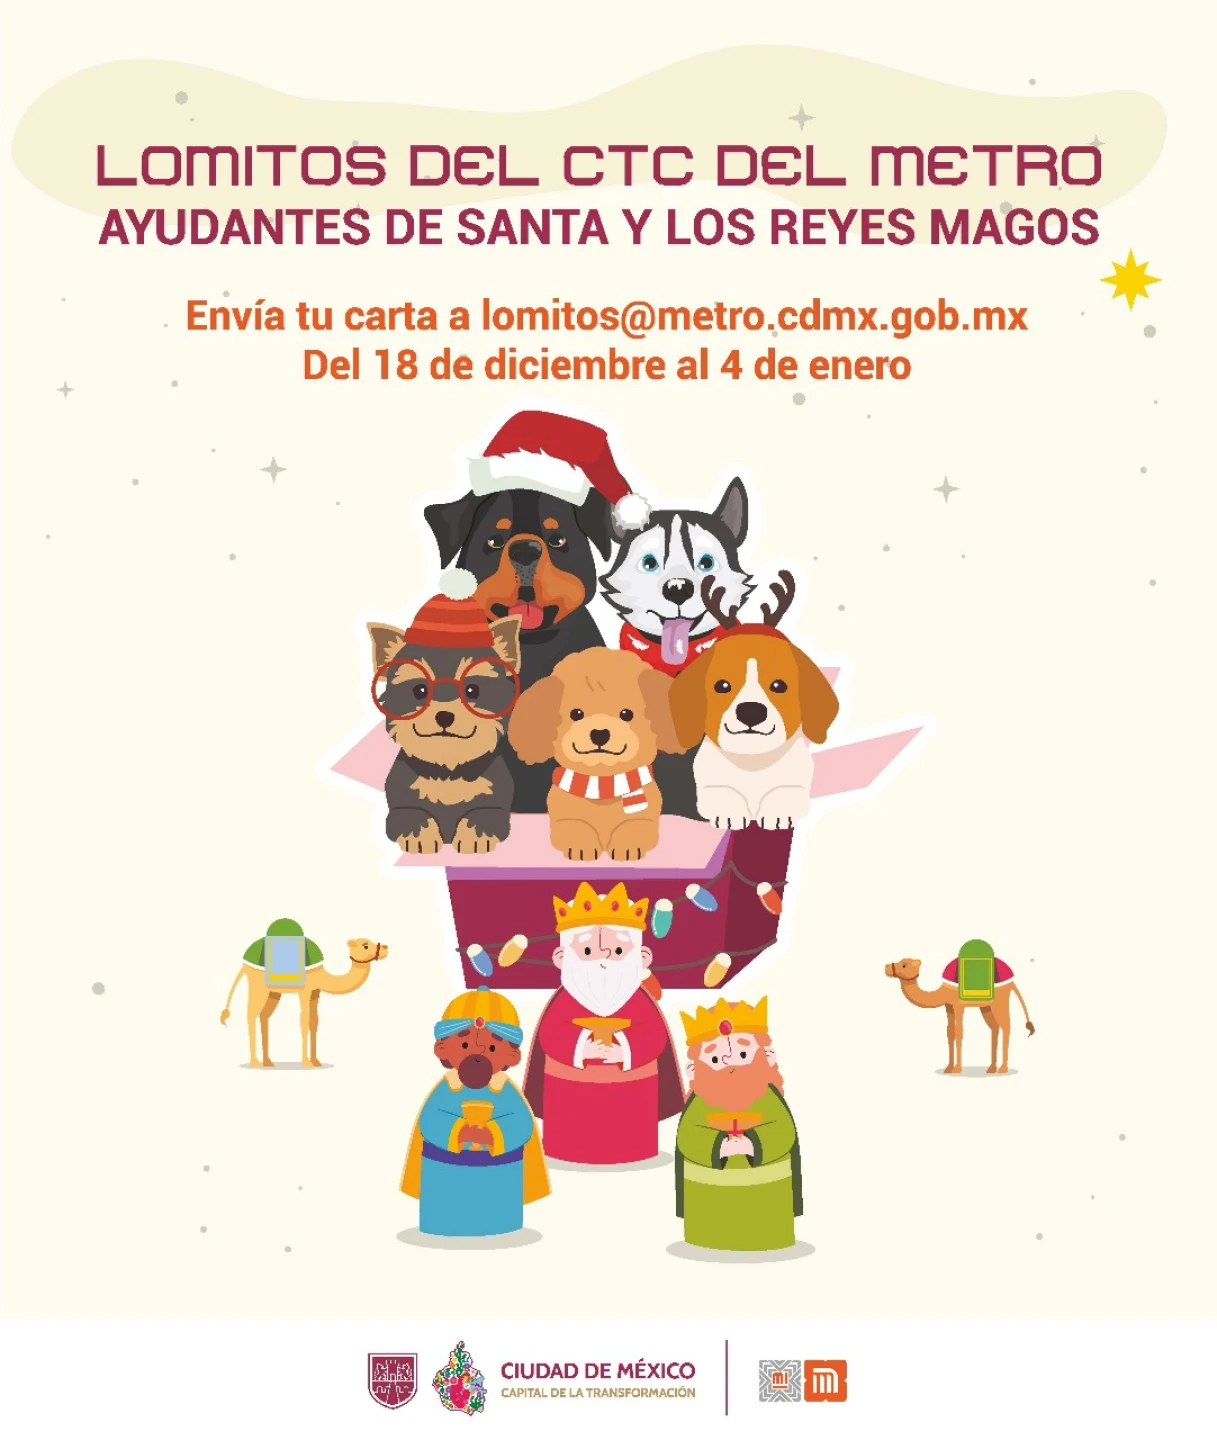 LOMITOS DEL CTC DEL METRO
AYUDANTES DE SANTA Y LOS REYES MAGOS
Envía tu carta a lomitos@metro.cdmx.gob.mx
Del 18 de diciembre al 4 de enero
CIUDAD DE MÉXICO
CAPITAL DE LA TRANSFORMACIÓN